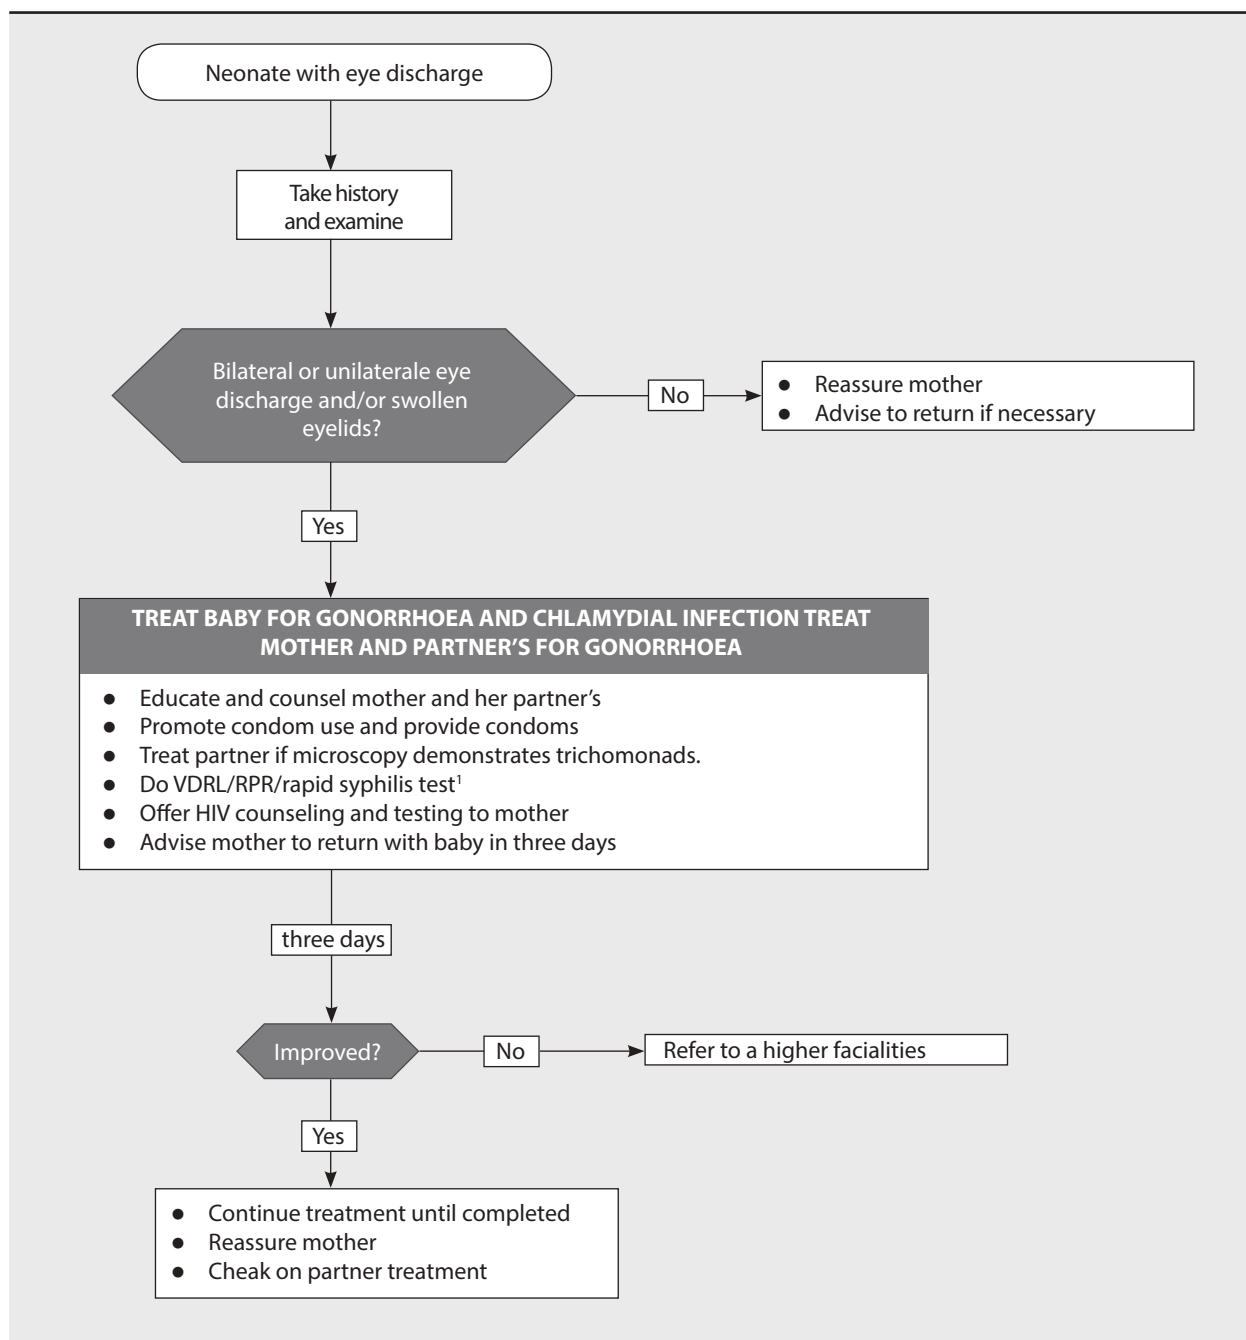 Neonate with eye discharge
Take history
and examine
Bilateral or unilaterale eye
discharge and/or swollen
eyelids?
No
● Reassure mother
● Advise to return if necessary
Yes
TREAT BABY FOR GONORRHOEA AND CHLAMYDIAL INFECTION TREAT
MOTHER AND PARTNER’S FOR GONORRHOEA
● Educate and counsel mother and her partner’s
● Promote condom use and provide condoms
● Treat partner if microscopy demonstrates trichomonads.
● Do VDRL/RPR/rapid syphilis test¹
● Offer HIV counseling and testing to mother
● Advise mother to return with baby in three days
three days
Improved?
No
Refer to a higher facialities
Yes
● Continue treatment until completed
● Reassure mother
● Cheak on partner treatment